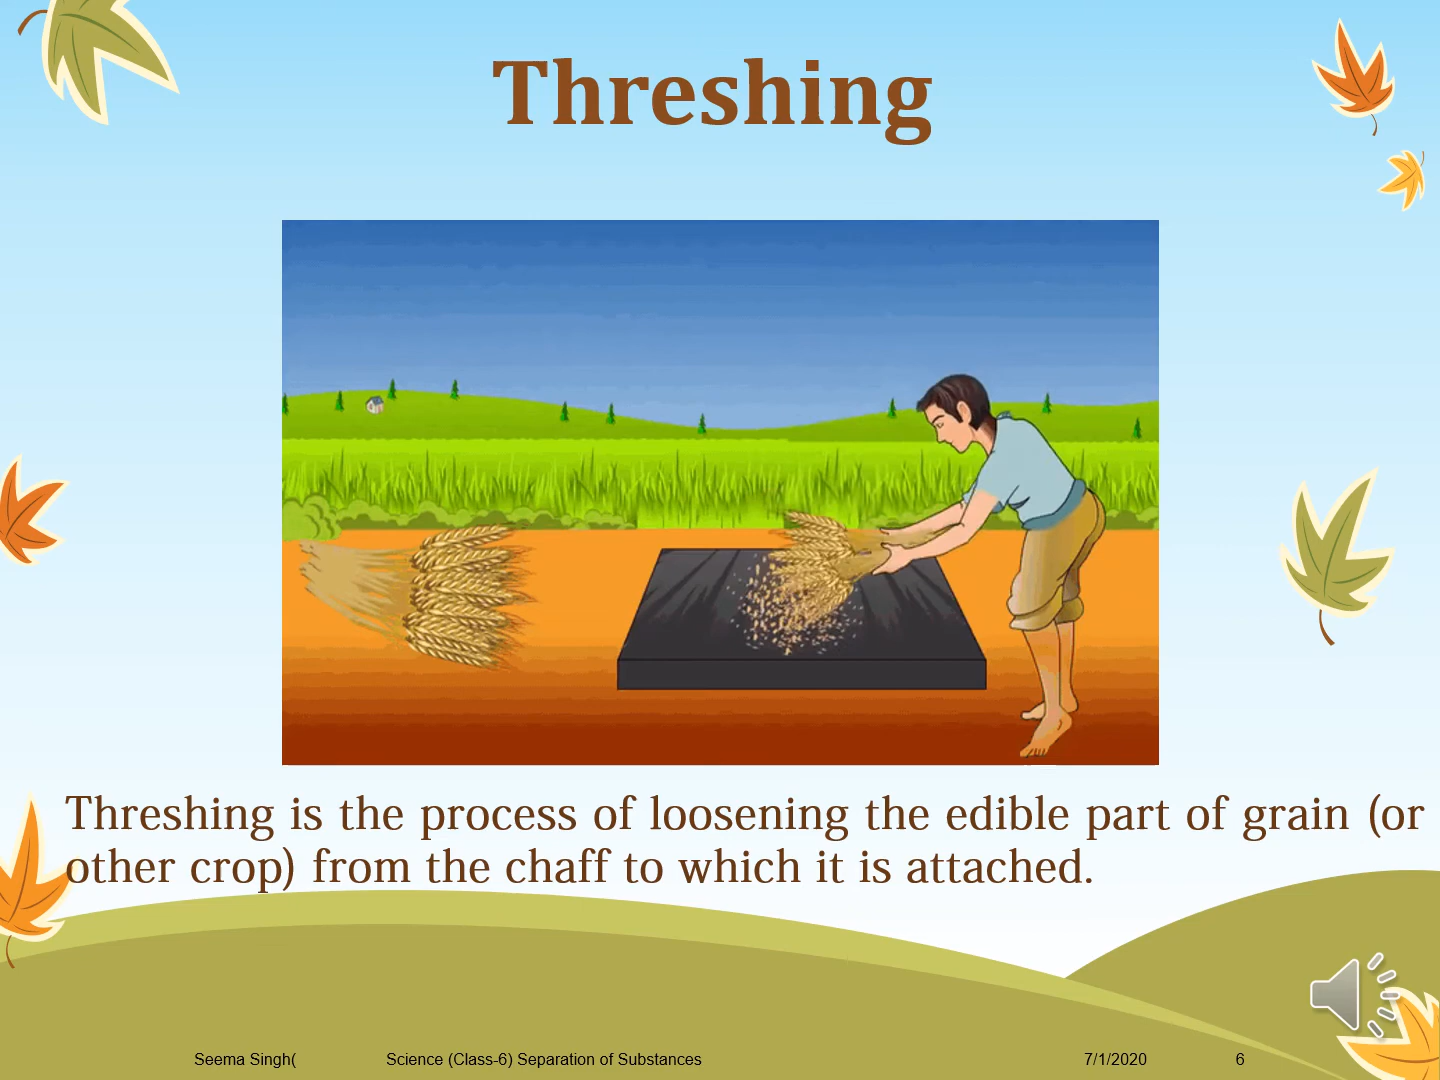 Threshing
Threshing is the process of loosening the edible part of grain (or
other crop) from the chaff to which it is attached.
Seema Singh( Science (Class-6) Separation of Substances 7/1/2020 6